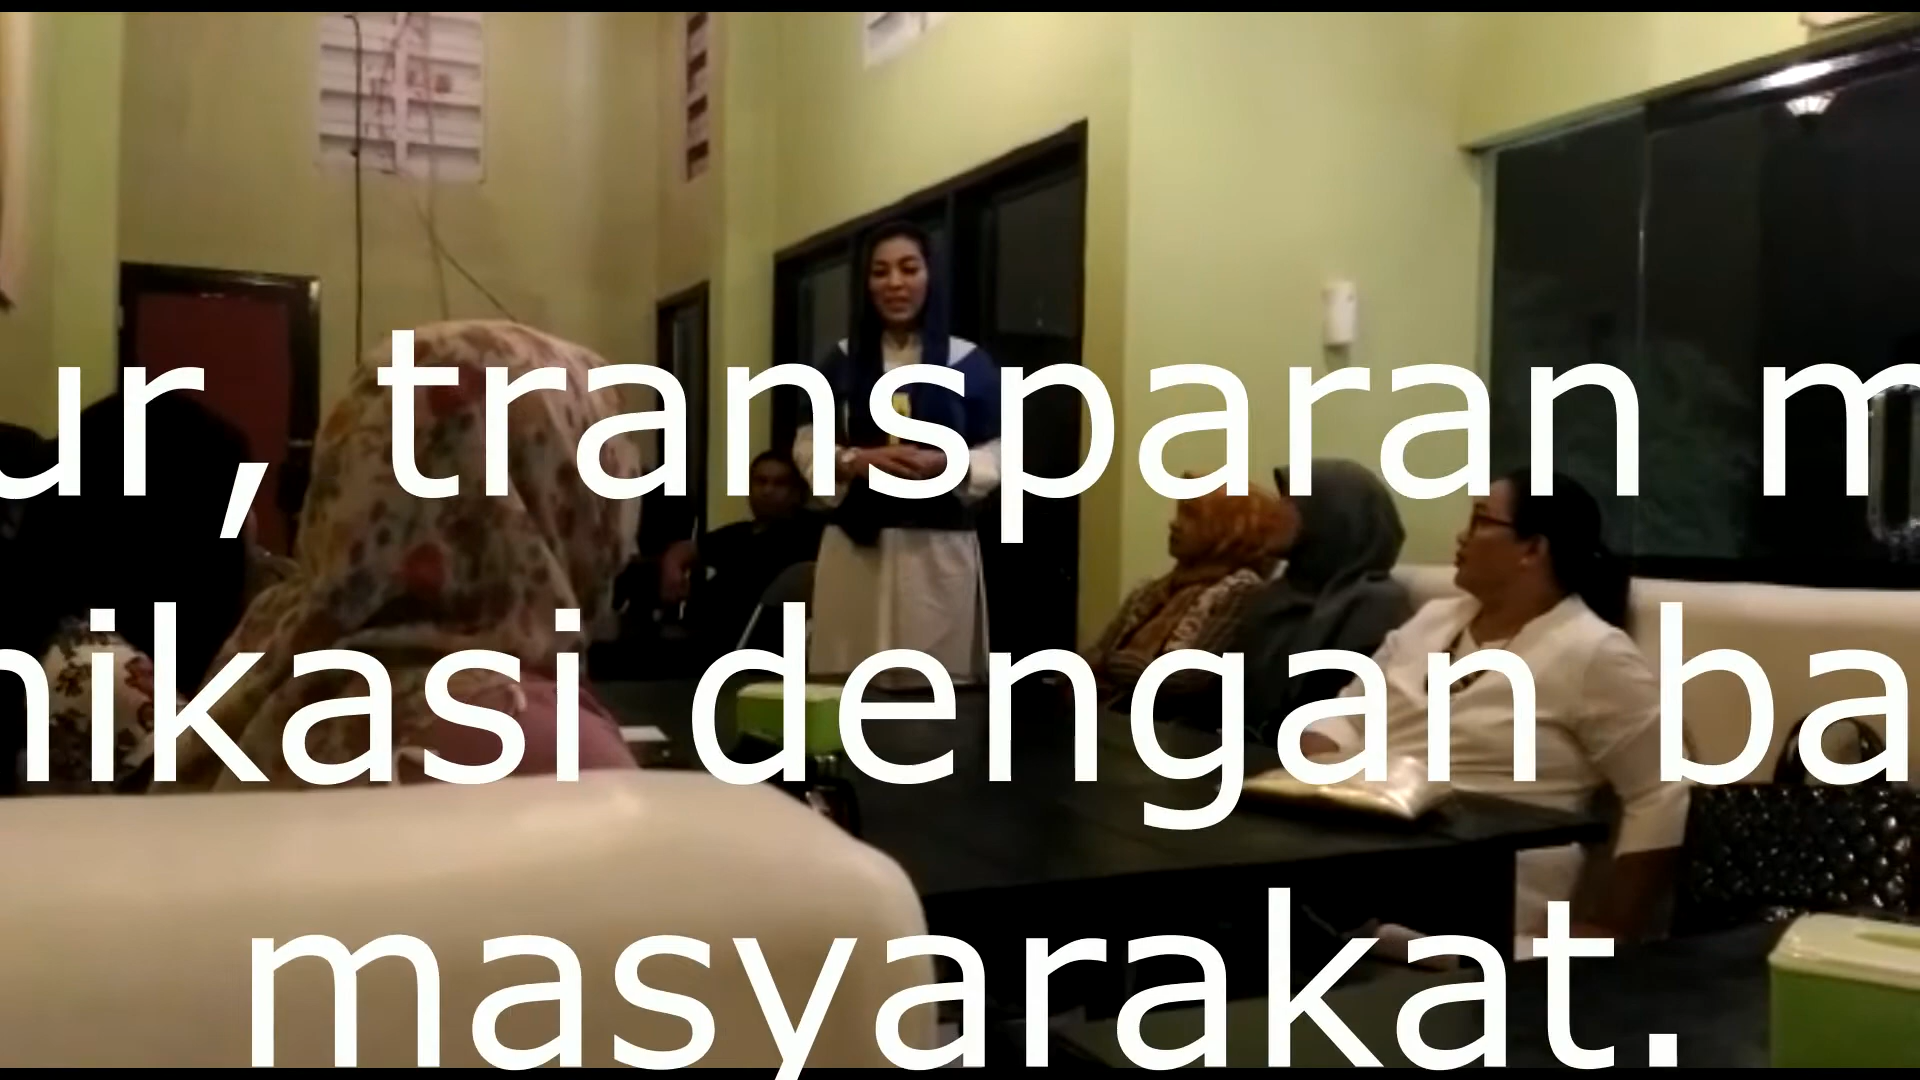 ur, transparan m
nikasi dengan ba
masyarakat.